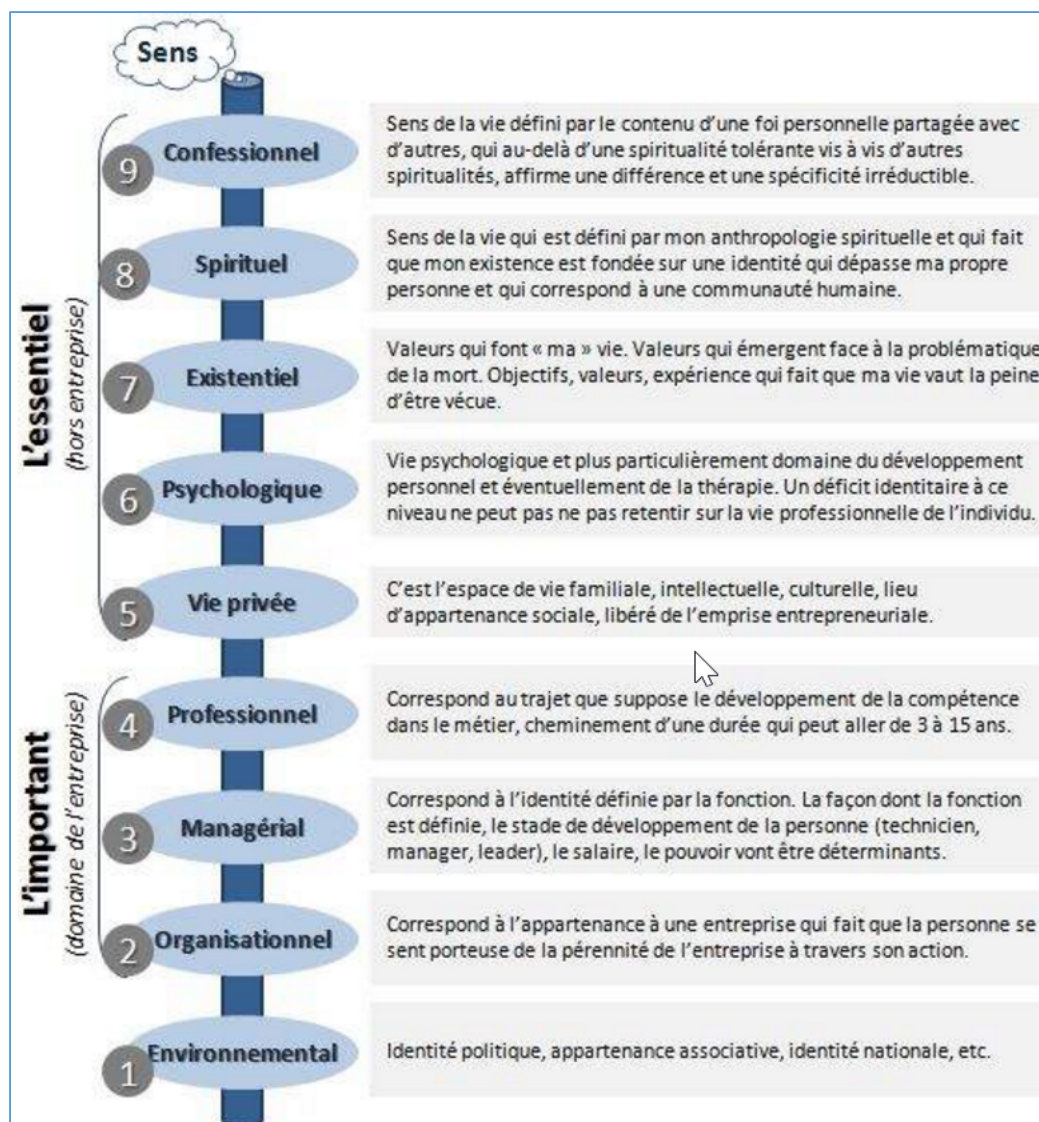 Sens
L'essentiel
(hors entreprise)
9
Confessionnel
Sens de la vie défini par le contenu d'une foi personnelle partagée avec
d'autres, qui au-delà d'une spiritualité tolérante vis à vis d'autres
spiritualités, affirme une différence et une spécificité irréductible.
8
Spirituel
Sens de la vie qui est défini par mon anthropologie spirituelle et qui fait
que mon existence est fondée sur une identité qui dépasse ma propre
personne et qui correspond à une communauté humaine.
7
Existentiel
Valeurs qui font « ma » vie. Valeurs qui émergent face à la problématique
de la mort. Objectifs, valeurs, expérience qui fait que ma vie vaut la peine
d'être vécue.
6
Psychologique
Vie psychologique et plus particulièrement domaine du développement
personnel et éventuellement de la thérapie. Un déficit identitaire à ce
niveau ne peut pas ne pas retentir sur la vie professionnelle de l'individu.
5
Vie privée
C'est l'espace de vie familiale, intellectuelle, culturelle, lieu
d'appartenance sociale, libéré de l'emprise entrepreneuriale.
L'important
(domaine de l'entreprise)
4
Professionnel
Correspond au trajet que suppose le développement de la compétence
dans le métier, cheminement d'une durée qui peut aller de 3 à 15 ans.
3
Managérial
Correspond à l'identité définie par la fonction. La façon dont la fonction
est définie, le stade de développement de la personne (technicien,
manager, leader), le salaire, le pouvoir vont être déterminants.
2
Organisationnel
Correspond à l'appartenance à une entreprise qui fait que la personne se
sent porteuse de la pérennité de l'entreprise à travers son action.
1
Environnemental
Identité politique, appartenance associative, identité nationale, etc.